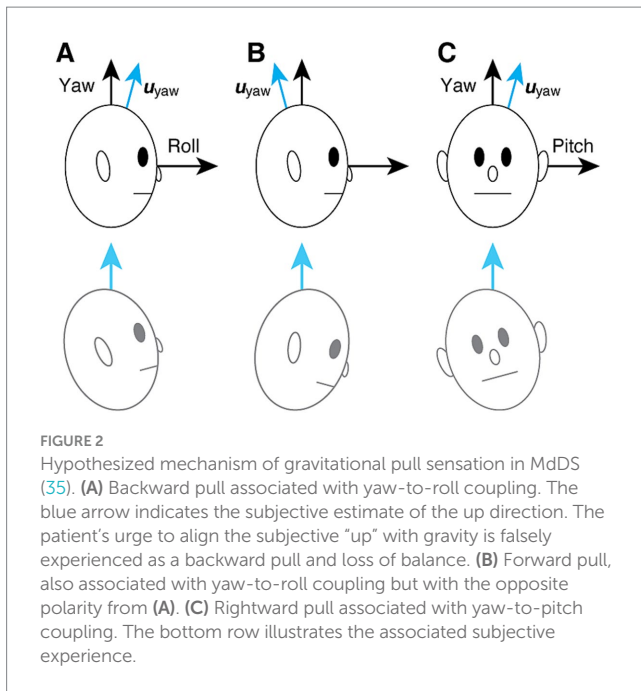 A
B
C
Yaw
u_yaw
u_yaw
Yaw
u_yaw
Roll
Pitch
FIGURE 2
Hypothesized mechanism of gravitational pull sensation in MdDS
(35). (A) Backward pull associated with yaw-to-roll coupling. The
blue arrow indicates the subjective estimate of the up direction. The
patient's urge to align the subjective “up” with gravity is falsely
experienced as a backward pull and loss of balance. (B) Forward pull,
also associated with yaw-to-roll coupling but with the opposite
polarity from (A). (C) Rightward pull associated with yaw-to-pitch
coupling. The bottom row illustrates the associated subjective
experience.